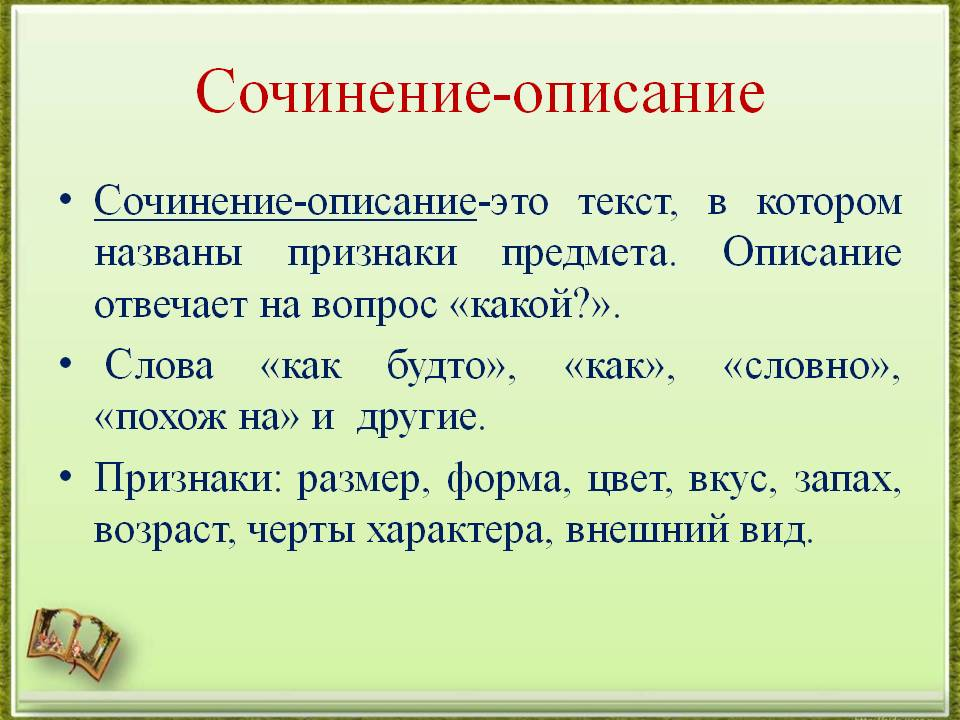 Сочинение-описание
• Сочинение-описание-это текст, в котором
названы признаки предмета. Описание
отвечает на вопрос «какой?».
• Слова «как будто», «как», «словно»,
«похож на» и другие.
• Признаки: размер, форма, цвет, вкус, запах,
возраст, черты характера, внешний вид.